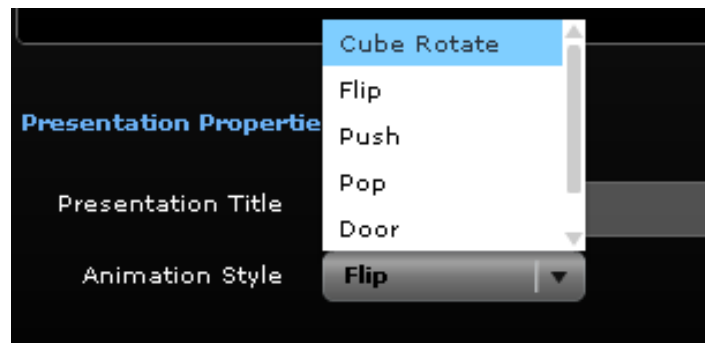 Cube Rotate
Flip
Presentation Propertie
Push
Pop
Presentation Title
Door
Animation Style
Flip